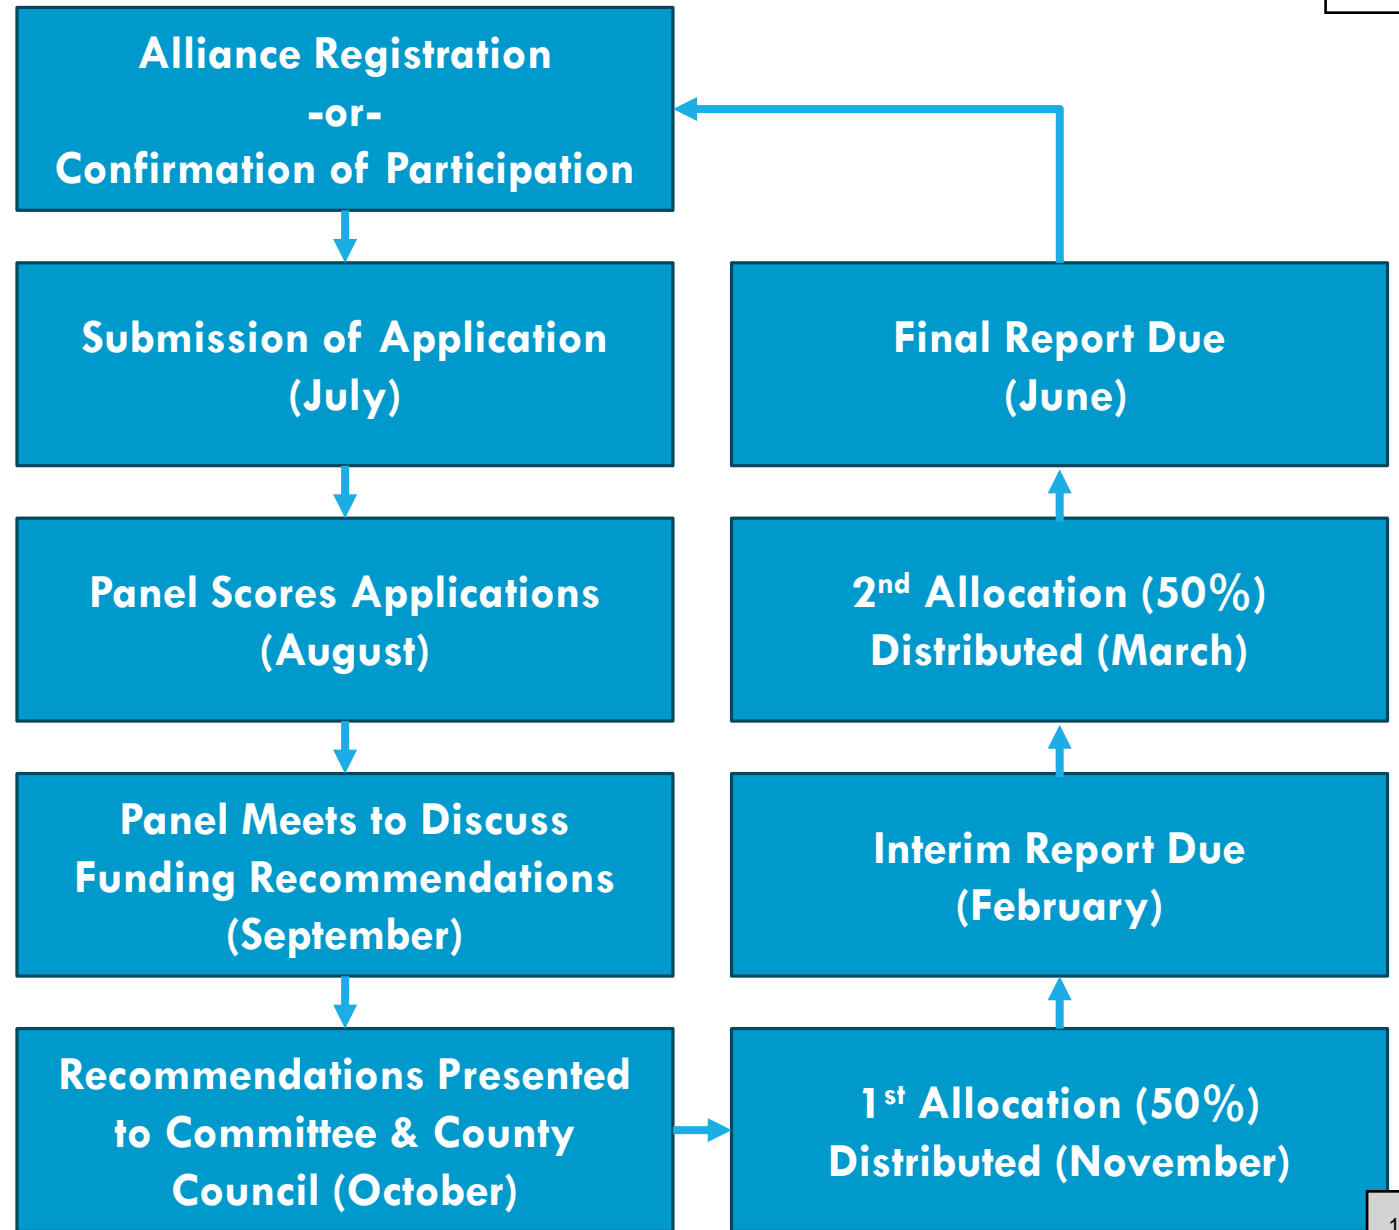 Alliance Registration
-or-
Confirmation of Participation
Submission of Application
(July)
Panel Scores Applications
(August)
Panel Meets to Discuss
Funding Recommendations
(September)
Recommendations Presented
to Committee & County
Council (October)
1st Allocation (50%)
Distributed (November)
Interim Report Due
(February)
2nd Allocation (50%)
Distributed (March)
Final Report Due
(June)